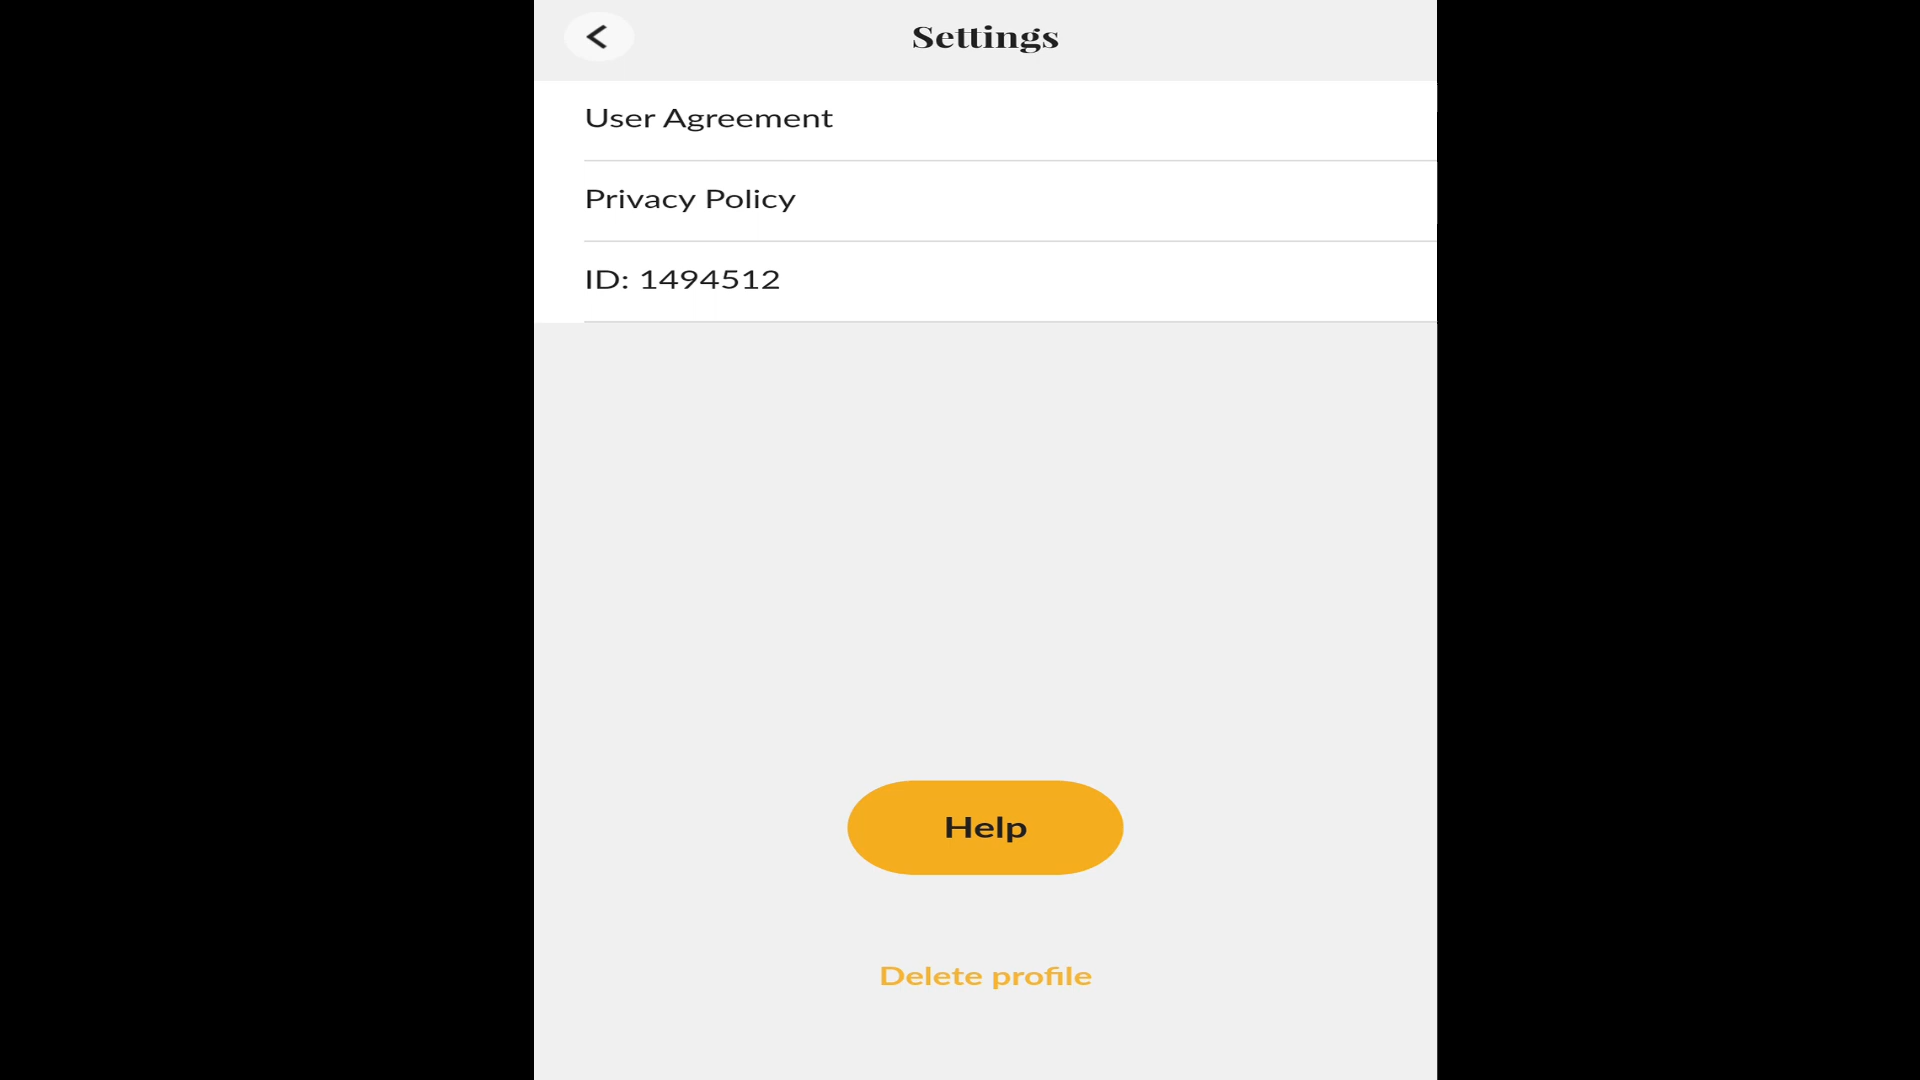 Settings
User Agreement
Privacy Policy
ID: 1494512
Help
Delete profile